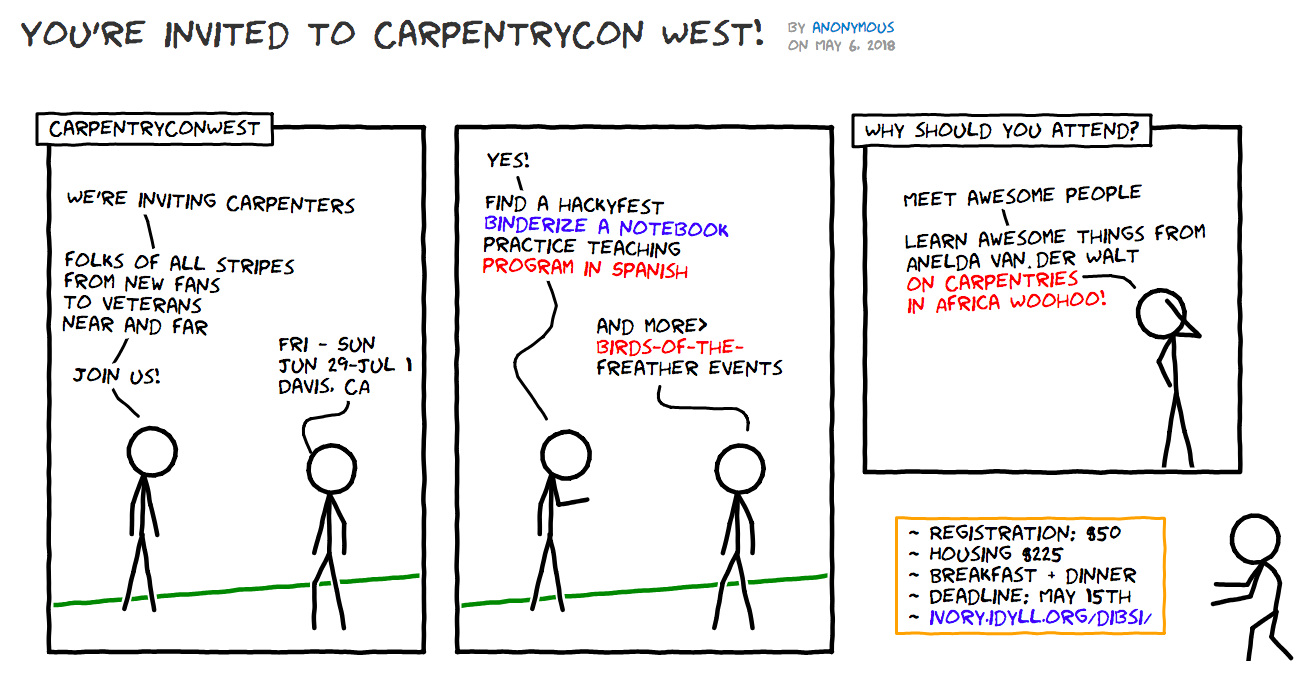 YOU'RE INVITED TO CARPENTRYCON WEST!
BY ANONYMOUS
ON MAY 6, 2018
CARPENTRYCONWEST
WE'RE INVITING CARPENTERS
FOLKS OF ALL STRIPES
FROM NEW FANS
TO VETERANS
NEAR AND FAR
JOIN US!
FRI - SUN
JUN 29-JUL 1
DAVIS, CA
YES!
FIND A HACKYFEST
BINDERIZE A NOTEBOOK
PRACTICE TEACHING
PROGRAM IN SPANISH
AND MORE>
BIRDS-OF-THE-
FREATHER EVENTS
WHY SHOULD YOU ATTEND?
MEET AWESOME PEOPLE
LEARN AWESOME THINGS FROM
ANELDA VAN.DER WALT
ON CARPENTRIES
IN AFRICA WOOHOO!
~ REGISTRATION: $50
~ HOUSING $225
~ BREAKFAST + DINNER
~ DEADLINE: MAY 15TH
~ IVORY.IDYLL.ORG/DIBSI/